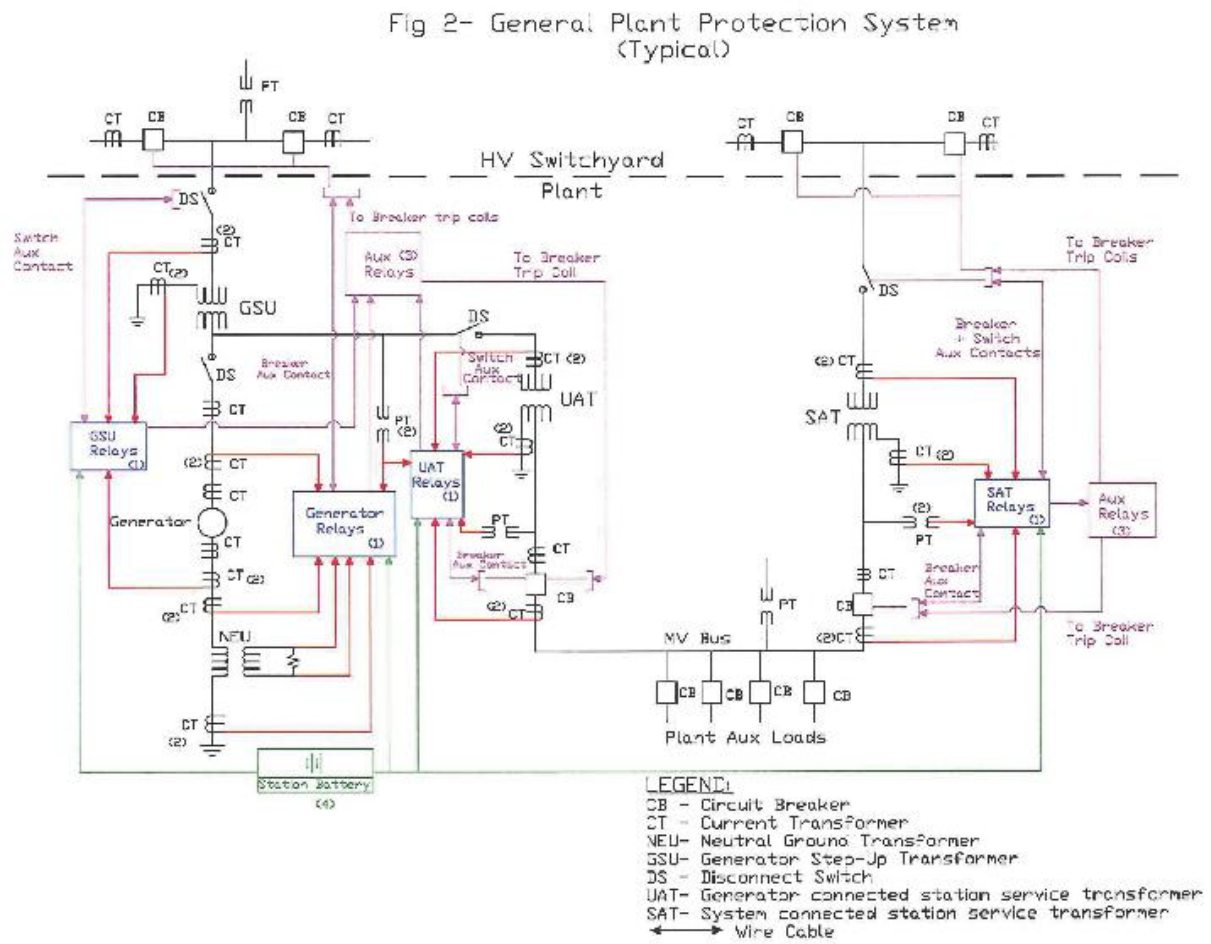 Fig 2- General Plant Protection System
(Typical)
PT
CT
CB
CB
CT
CT
CB
CB
CT
HV Switchyard
Plant
DS
(2)
CT
To Breaker trip coils
Switch
Aux
Contact
Aux (3)
Relays
To Breaker
Trip Coil
To Breaker
Trip Coils
CT(2)
GSU
DS
DS
Breaker
+ Switch
Aux Contacts
Breaker
Aux Contact
DS
Switch
Aux
Contact
CT (2)
UAT
(2) CT
SAT
CT
PT
(2)
(2)
CT
CT (2)
GSU
Relays
(1)
(2)
CT
CT
UAT
Relays
(1)
SAT
Relays
(1)
Aux
Relays
(3)
Generator
Generator
Relays
(1)
PT
(2)
PT
CT
CT
Breaker
Aux Contact
CT
Breaker
Aux
Contact
CT (2)
CT
(2)
(2)
CT
CB
CB
PT
To Breaker
Trip Coil
NEU
MV Bus
(2)CT
CB
CB
CB
CB
CT
(2)
Plant Aux Loads
Station Battery
(4)
LEGEND:
CB - Circuit Breaker
CT - Current Transformer
NEU- Neutral Ground Transformer
GSU- Generator Step-Up Transformer
DS - Disconnect Switch
UAT- Generator connected station service transformer
SAT- System connected station service transformer
Wire Cable